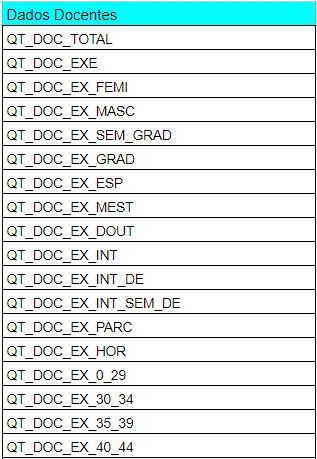 Dados Docentes
QT_DOC_TOTAL
QT_DOC_EXE
QT_DOC_EX_FEMI
QT_DOC_EX_MASC
QT_DOC_EX_SEM_GRAD
QT_DOC_EX_GRAD
QT_DOC_EX_ESP
QT_DOC_EX_MEST
QT_DOC_EX_DOUT
QT_DOC_EX_INT
QT_DOC_EX_INT_DE
QT_DOC_EX_INT_SEM_DE
QT_DOC_EX_PARC
QT_DOC_EX_HOR
QT_DOC_EX_0_29
QT_DOC_EX_30_34
QT_DOC_EX_35_39
QT_DOC_EX_40_44